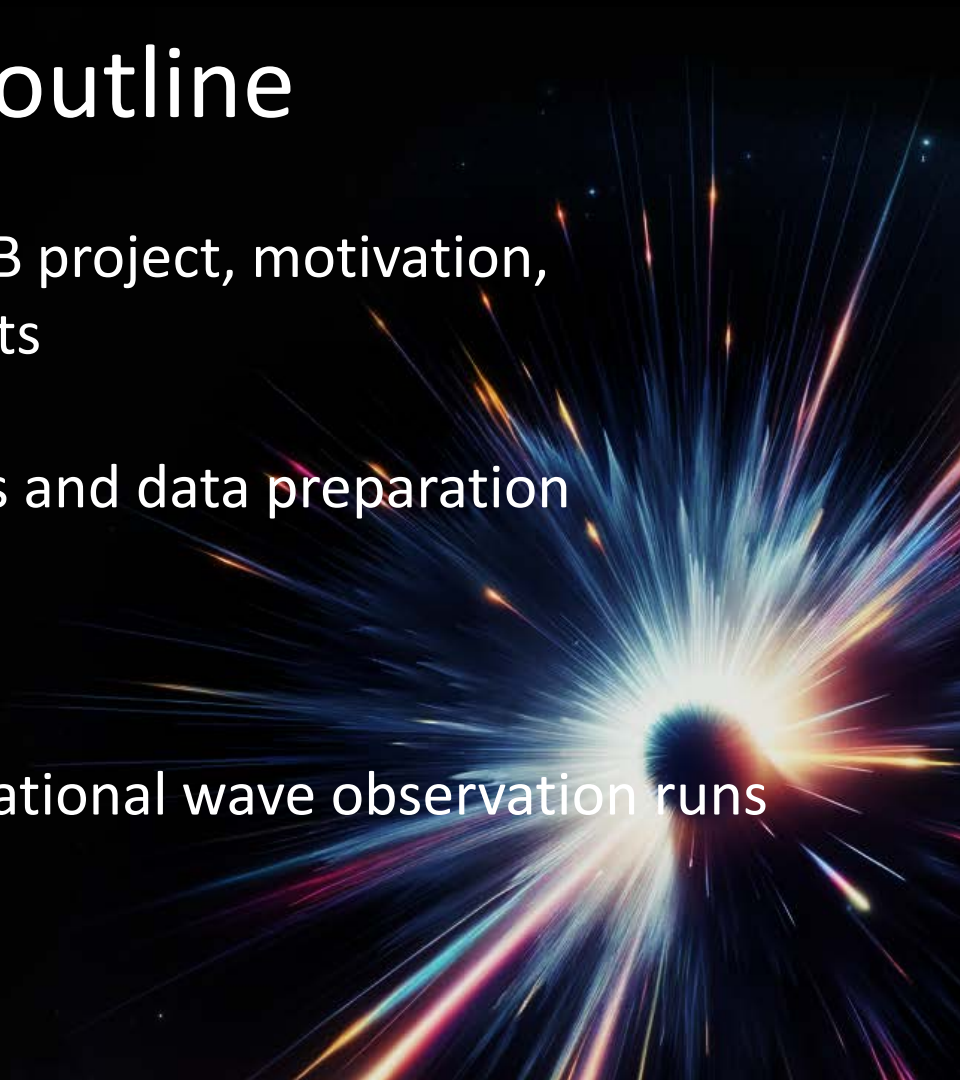 outline
B project, motivation,
ts
s and data preparation
ational wave observation runs